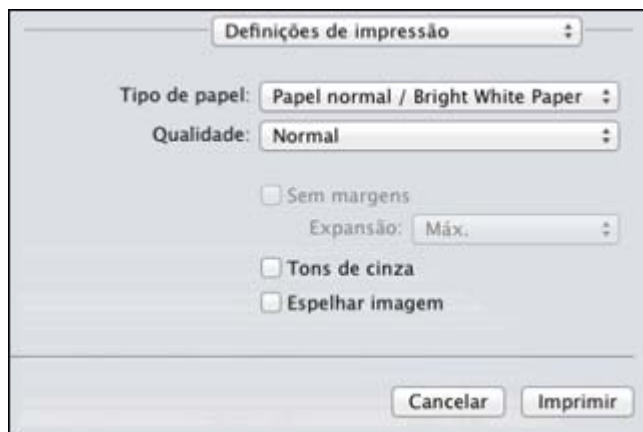 Definições de impressão
Tipo de papel: Papel normal / Bright White Paper
Qualidade: Normal
Sem margens
Expansão: Máx.
Tons de cinza
Espelhar imagem
Cancelar Imprimir